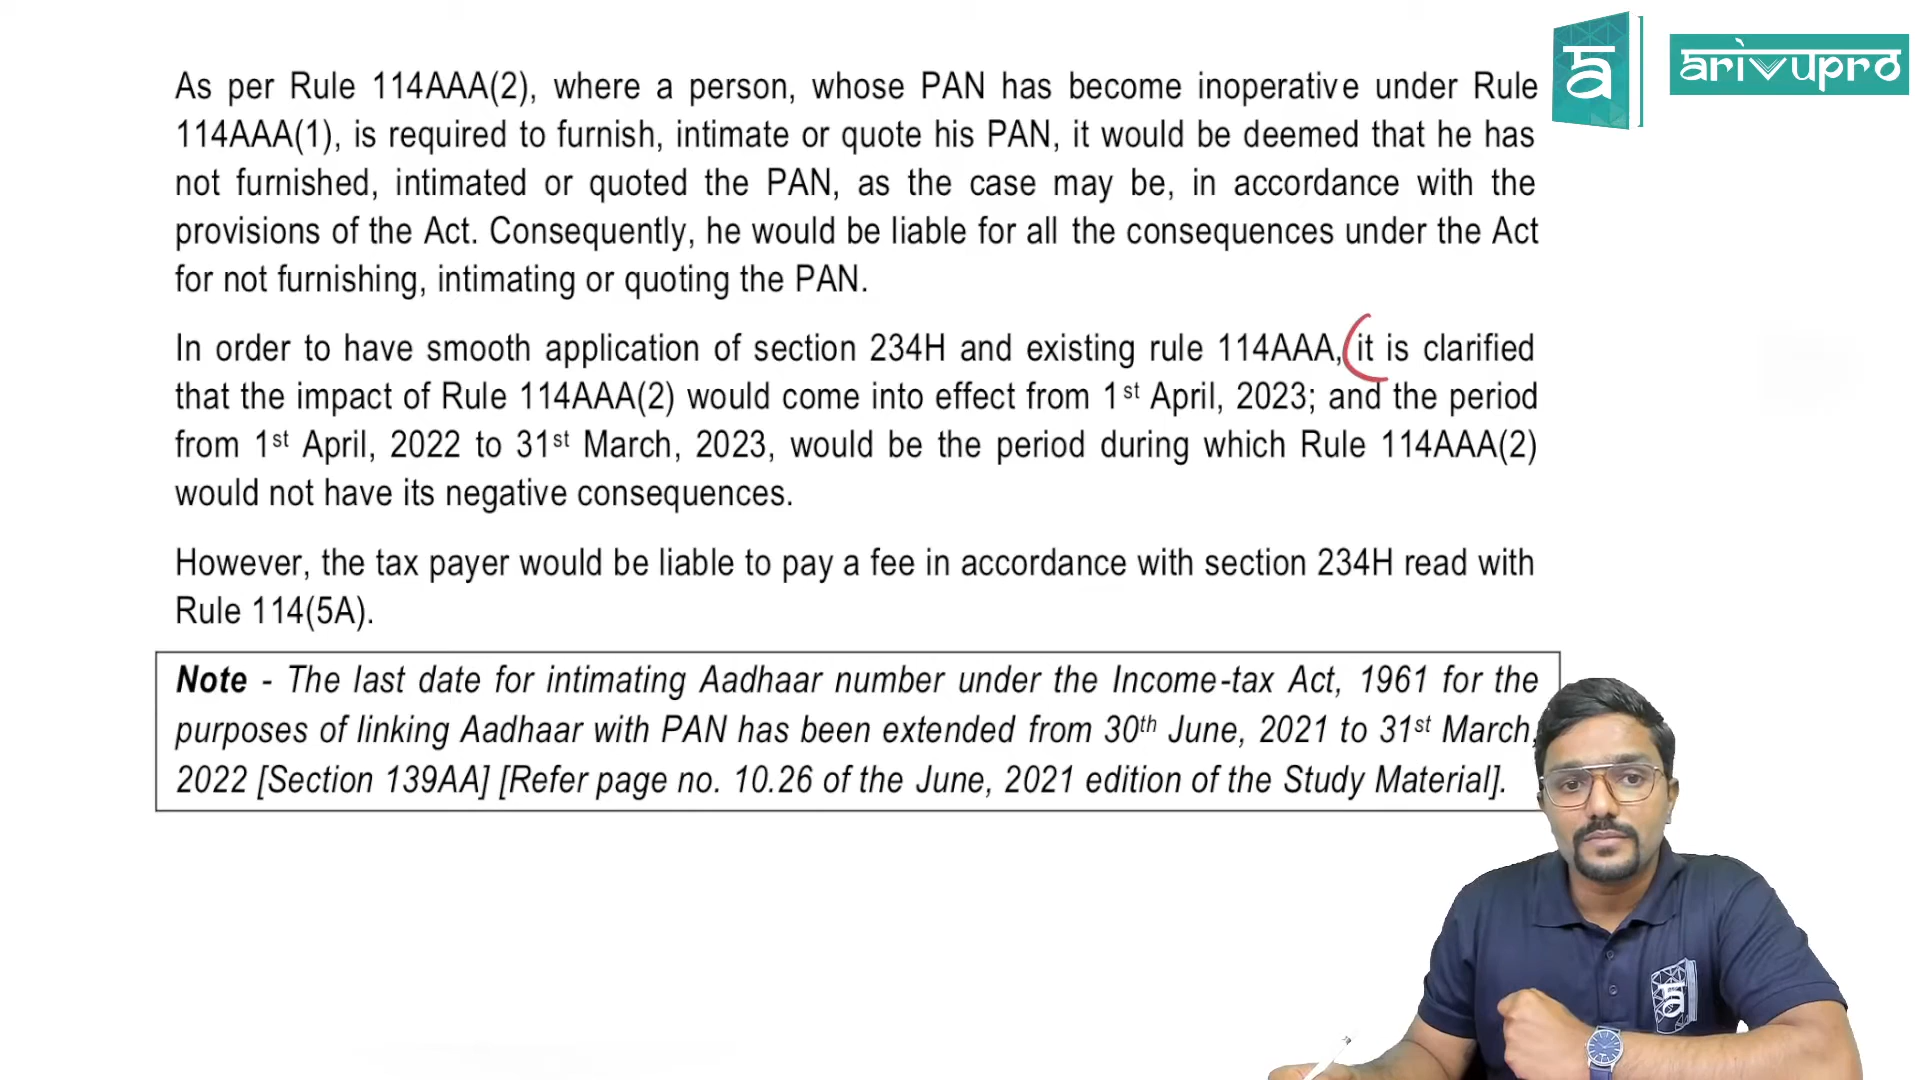 arivupro
As per Rule 114AAA(2), where a person, whose PAN has become inoperative under Rule
114AAA(1), is required to furnish, intimate or quote his PAN, it would be deemed that he has
not furnished, intimated or quoted the PAN, as the case may be, in accordance with the
provisions of the Act. Consequently, he would be liable for all the consequences under the Act
for not furnishing, intimating or quoting the PAN.
In order to have smooth application of section 234H and existing rule 114AAA, it is clarified
that the impact of Rule 114AAA(2) would come into effect from 1st April, 2023; and the period
from 1st April, 2022 to 31st March, 2023, would be the period during which Rule 114AAA(2)
would not have its negative consequences.
However, the tax payer would be liable to pay a fee in accordance with section 234H read with
Rule 114(5A).
Note - The last date for intimating Aadhaar number under the Income-tax Act, 1961 for the
purposes of linking Aadhaar with PAN has been extended from 30th June, 2021 to 31st March,
2022 [Section 139AA] [Refer page no. 10.26 of the June, 2021 edition of the Study Material].